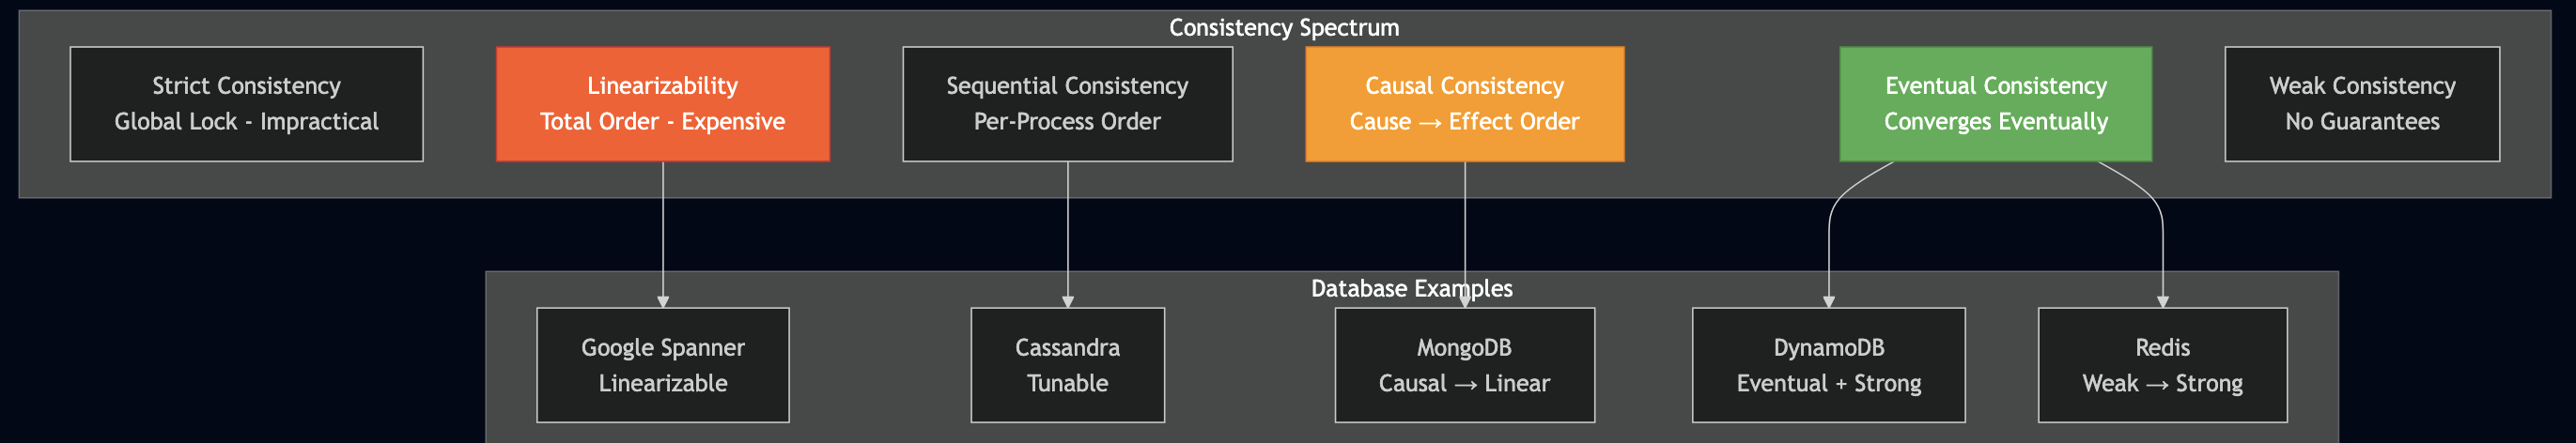 Consistency Spectrum
Strict Consistency
Global Lock - Impractical
Linearizability
Total Order - Expensive
Sequential Consistency
Per-Process Order
Causal Consistency
Cause → Effect Order
Eventual Consistency
Converges Eventually
Weak Consistency
No Guarantees
Database Examples
Google Spanner
Linearizable
Cassandra
Tunable
MongoDB
Causal → Linear
DynamoDB
Eventual + Strong
Redis
Weak → Strong